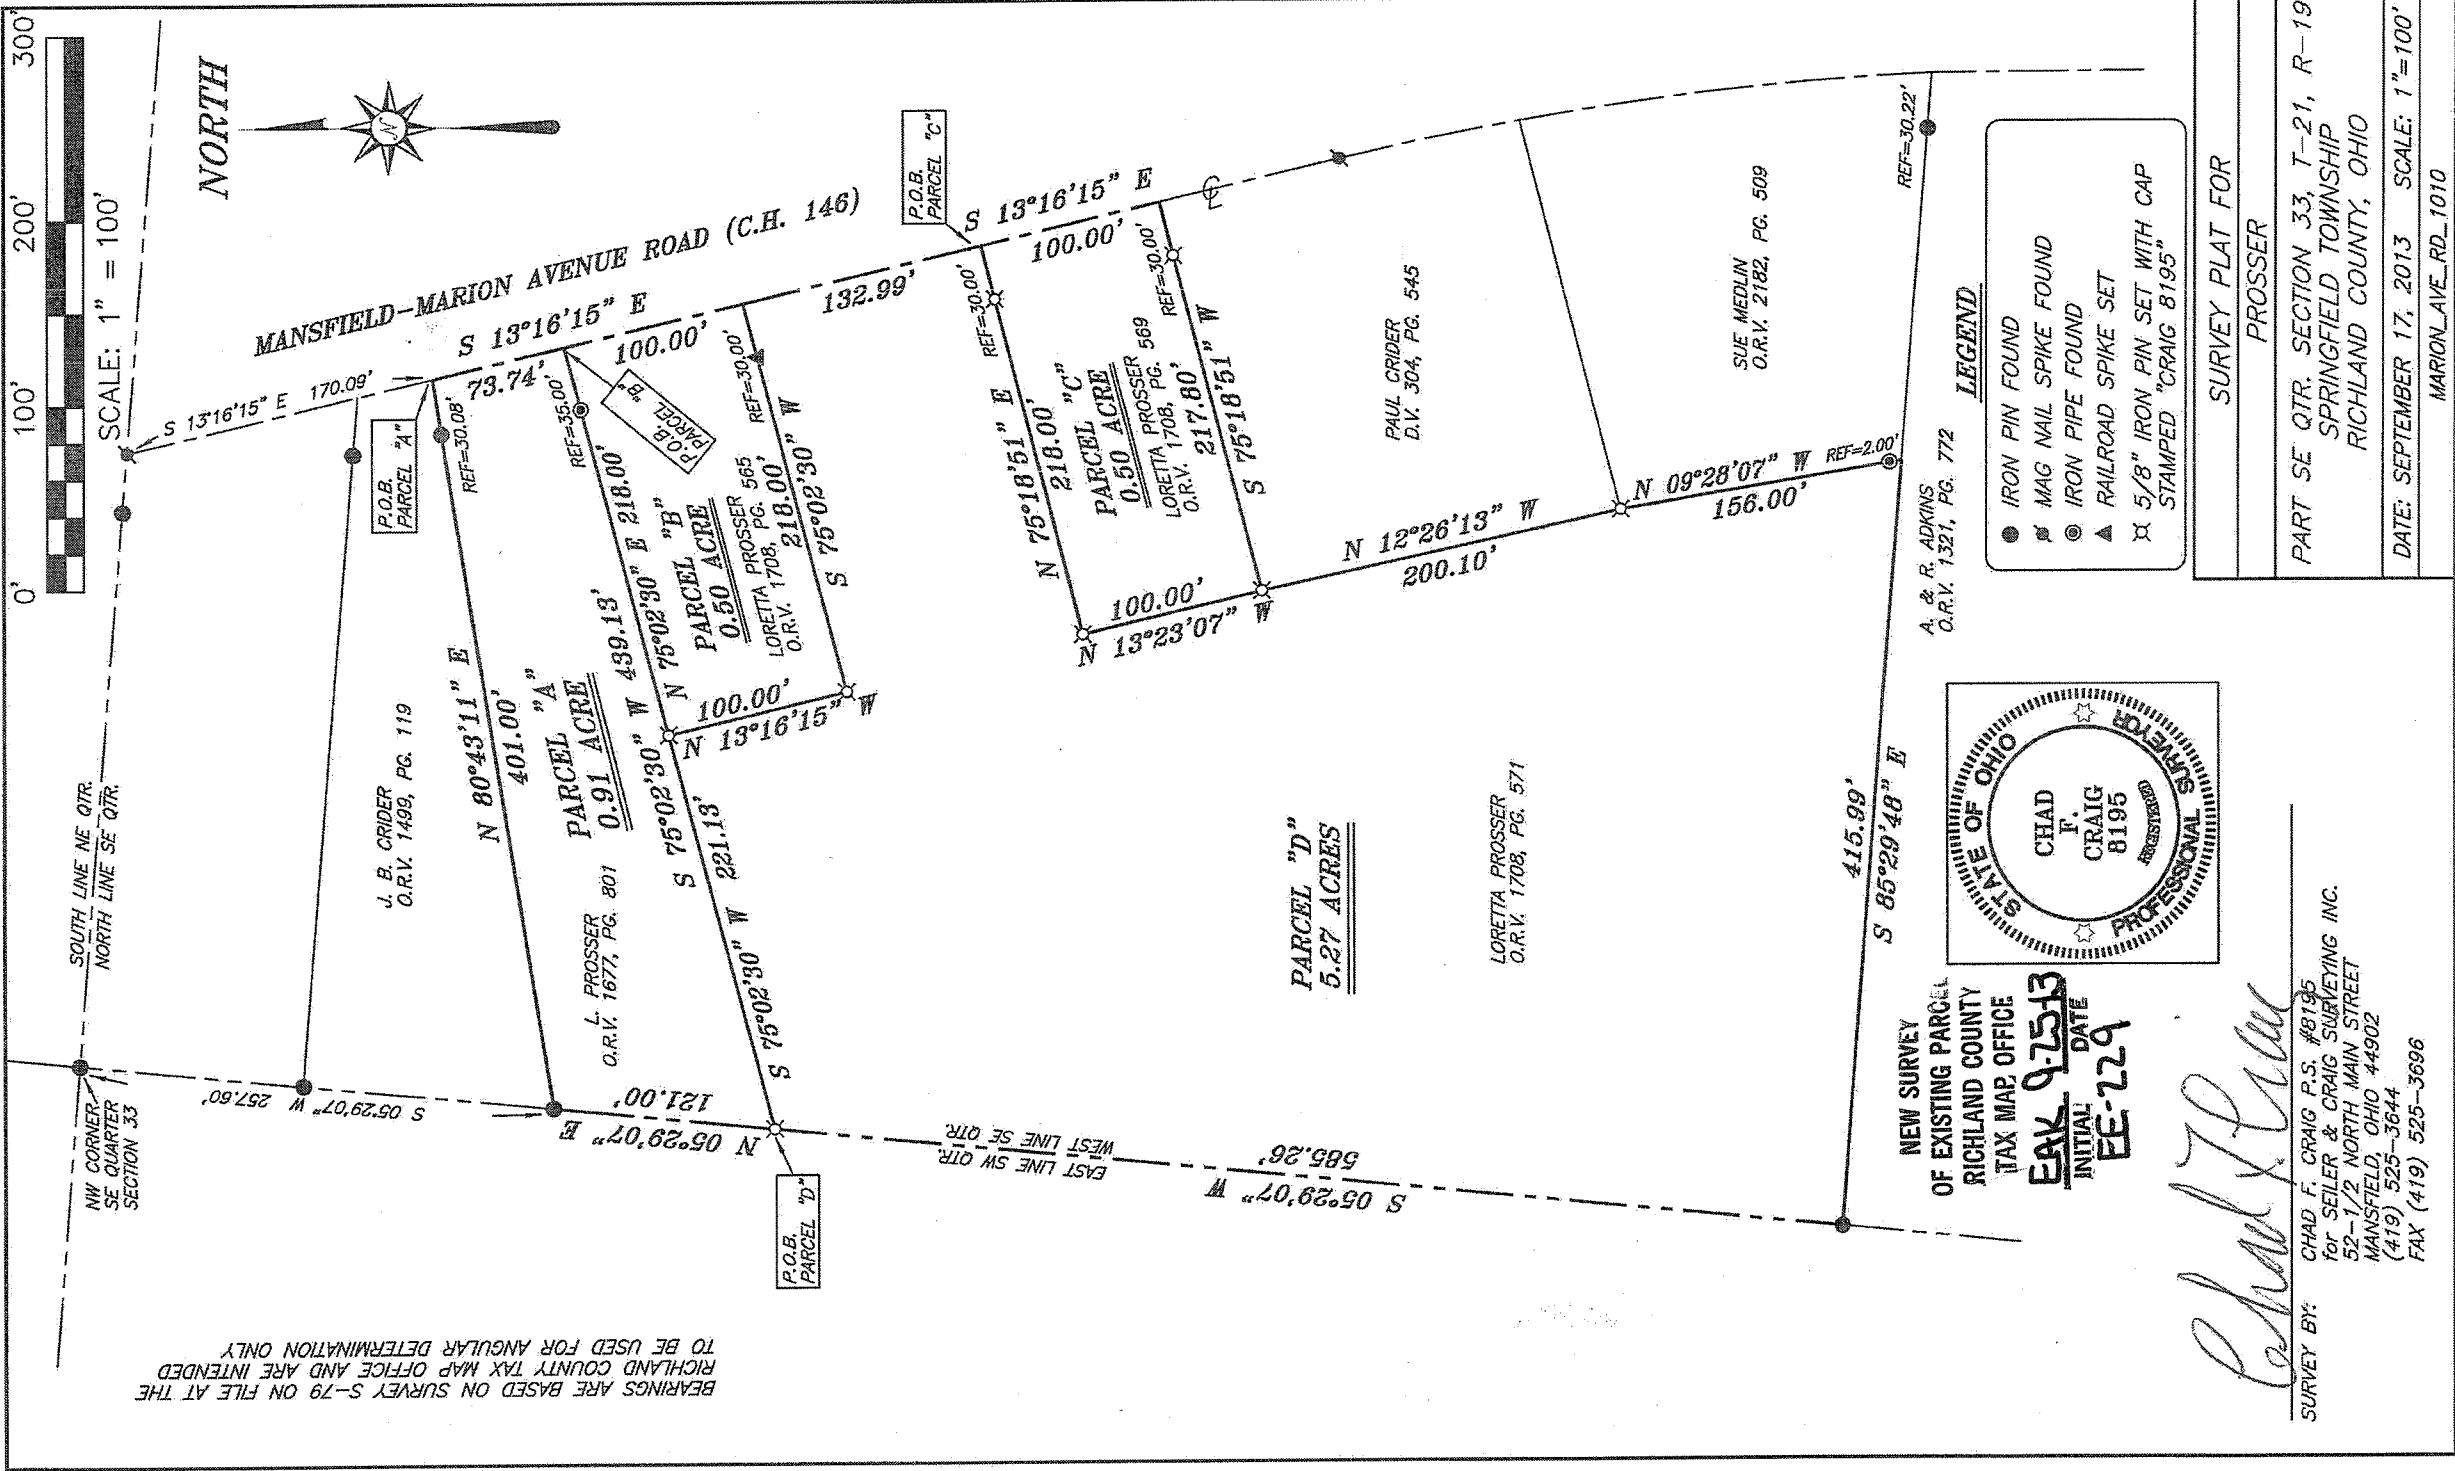 0'
100'
200'
300'
SCALE: 1" = 100'
NORTH
N
SOUTH LINE NE QTR.
NORTH LINE SE QTR.
NW CORNER
SE QUARTER
SECTION 33
S 05°29'07" W 257.60'
S 13°16'15" E 170.09'
MANSFIELD-MARION AVENUE ROAD (C.H. 146)
J. B. CRIDER
O.R.V. 1499, PG. 119
P.O.B.
PARCEL "A"
REF=30.08'
N 80°43'11" E
401.00'
S 13°16'15" E
73.74'
PARCEL "A"
0.91 ACRE
L. PROSSER
O.R.V. 1677, PG. 801
N 05°29'07" E
121.00'
S 75°02'30" W 439.13'
S 75°02'30" W 221.13'
REF=35.00'
P.O.B.
PARCEL "B"
100.00'
N 75°02'30" E 218.00'
PARCEL "B"
0.50 ACRE
LORETTA PROSSER
O.R.V. 1708, PG. 565
218.00'
S 75°02'30" W
REF=30.00'
100.00'
N 13°16'15" W
132.99'
P.O.B.
PARCEL "C"
S 13°16'15" E
100.00'
REF=30.00'
N 75°18'51" E
218.00'
PARCEL "C"
0.50 ACRE
LORETTA PROSSER
O.R.V. 1708, PG. 569
217.80'
S 75°18'51" W
REF=30.00'
100.00'
N 13°23'07" W
PAUL CRIDER
D.V. 304, PG. 545
N 12°26'13" W
200.10'
SUE MEDLIN
O.R.V. 2182, PG. 509
N 09°28'07" W
156.00'
REF=2.00'
REF=30.22'
P.O.B.
PARCEL "D"
S 75°02'30" W
WEST LINE SE QTR.
EAST LINE SW QTR.
585.26'
S 05°29'07" W
PARCEL "D"
5.27 ACRES
LORETTA PROSSER
O.R.V. 1708, PG. 571
415.99'
S 85°29'48" E
A. & R. ADKINS
O.R.V. 1321, PG. 772
BEARINGS ARE BASED ON SURVEY S-79 ON FILE AT THE
RICHLAND COUNTY TAX MAP OFFICE AND ARE INTENDED
TO BE USED FOR ANGULAR DETERMINATION ONLY
LEGEND
IRON PIN FOUND
MAG NAIL SPIKE FOUND
IRON PIPE FOUND
RAILROAD SPIKE SET
5/8" IRON PIN SET WITH CAP
STAMPED "CRAIG 8195"
NEW SURVEY
OF EXISTING PARCEL
RICHLAND COUNTY
TAX MAP OFFICE
EAK 9-25-13
INITIAL DATE
EE-229
STATE OF OHIO
CHAD
F.
CRAIG
8195
REGISTERED
PROFESSIONAL SURVEYOR
SURVEY BY:
CHAD F. CRAIG P.S. #8195
for SEILER & CRAIG SURVEYING INC.
52-1/2 NORTH MAIN STREET
MANSFIELD, OHIO 44902
(419) 525-3644
FAX (419) 525-3696
SURVEY PLAT FOR
PROSSER
PART SE QTR. SECTION 33, T-21, R-19
SPRINGFIELD TOWNSHIP
RICHLAND COUNTY, OHIO
DATE: SEPTEMBER 17, 2013 SCALE: 1"=100'
MARION_AVE_RD_1010